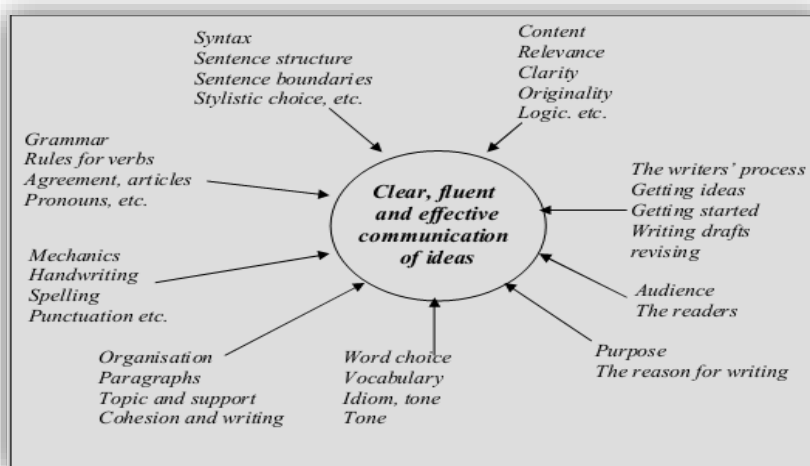 Syntax
Sentence structure
Sentence boundaries
Stylistic choice, etc.
Content
Relevance
Clarity
Originality
Logic. etc.
Grammar
Rules for verbs
Agreement, articles
Pronouns, etc.
Clear, fluent
and effective
communication
of ideas
The writers' process
Getting ideas
Getting started
Writing drafts
revising
Mechanics
Handwriting
Spelling
Punctuation etc.
Audience
The readers
Organisation
Paragraphs
Topic and support
Cohesion and writing
Word choice
Vocabulary
Idiom, tone
Tone
Purpose
The reason for writing